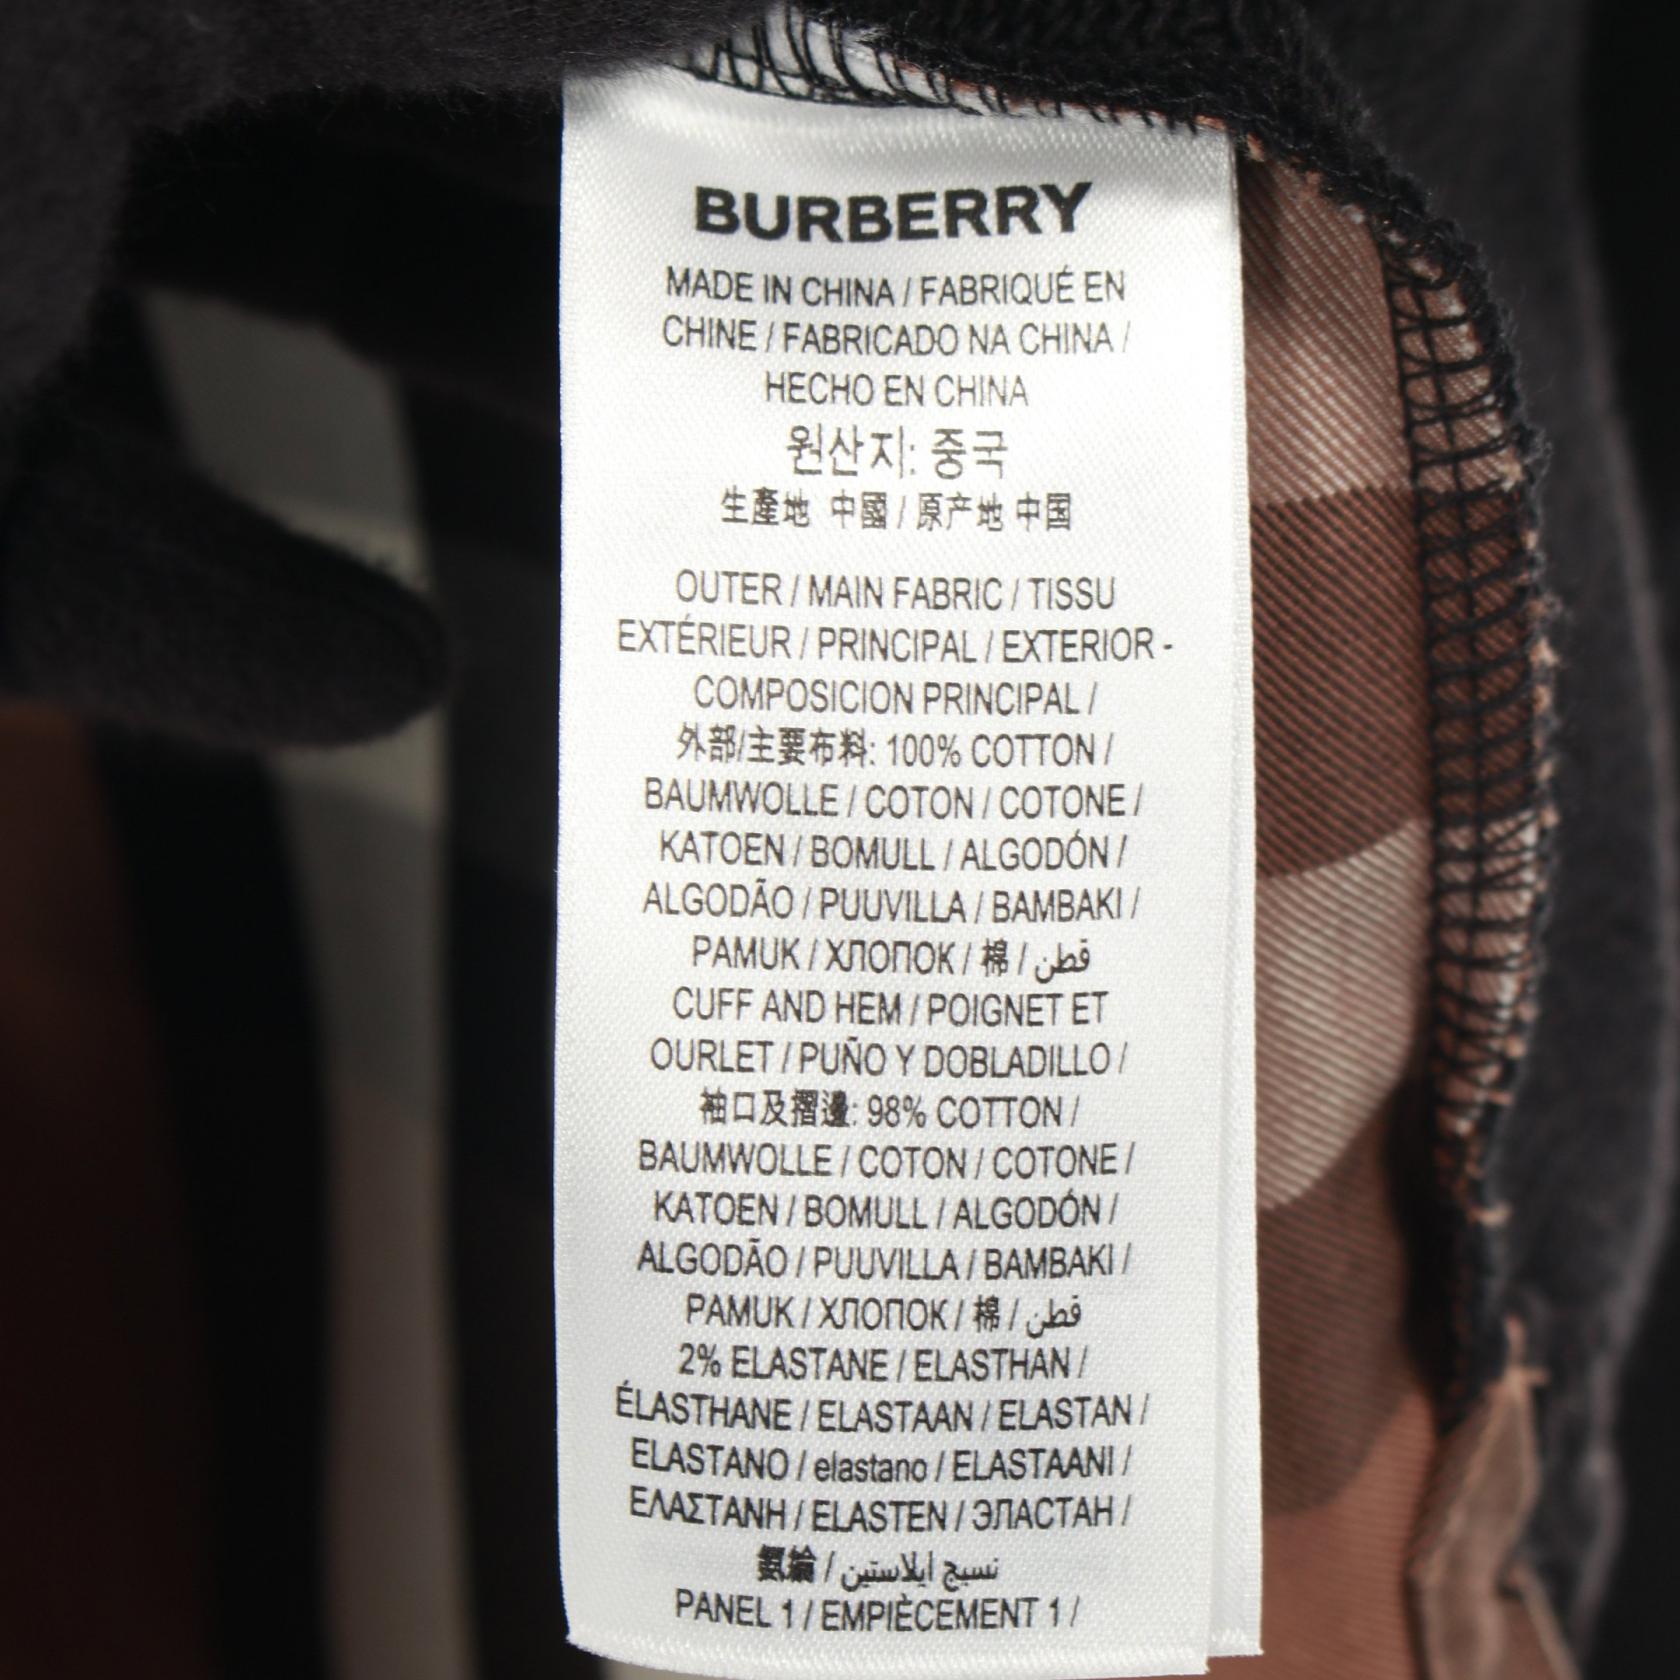 BURBERRY
MADE IN CHINA / FABRIQUÉ EN
CHINE / FABRICADO NA CHINA /
HECHO EN CHINA
원산지: 중국
生產地 中國 / 原产地 中国
OUTER / MAIN FABRIC / TISSU
EXTÉRIEUR / PRINCIPAL / EXTERIOR -
COMPOSICION PRINCIPAL /
外部/主要布料: 100% COTTON /
BAUMWOLLE / COTON / COTONE /
KATOEN / BOMULL / ALGODÓN /
ALGODÃO / PUUVILLA / BAMBAKI /
PAMUK / ХЛОПОК / 棉 / قطن
CUFF AND HEM / POIGNET ET
OURLET / PUÑO Y DOBLADILLO /
袖口及摺邊: 98% COTTON /
BAUMWOLLE / COTON / COTONE /
KATOEN / BOMULL / ALGODÓN /
ALGODÃO / PUUVILLA / BAMBAKI /
PAMUK / ХЛОПОК / 棉 / قطن
2% ELASTANE / ELASTHAN /
ÉLASTHANE / ELASTAAN / ELASTAN /
ELASTANO / elastano / ELASTAANI /
ΕΛΑΣΤΑΝΗ / ELASTEN / ЭЛАСТАН /
氨綸 / نسيج ايلاستين
PANEL 1 / EMPIÈCEMENT 1 /